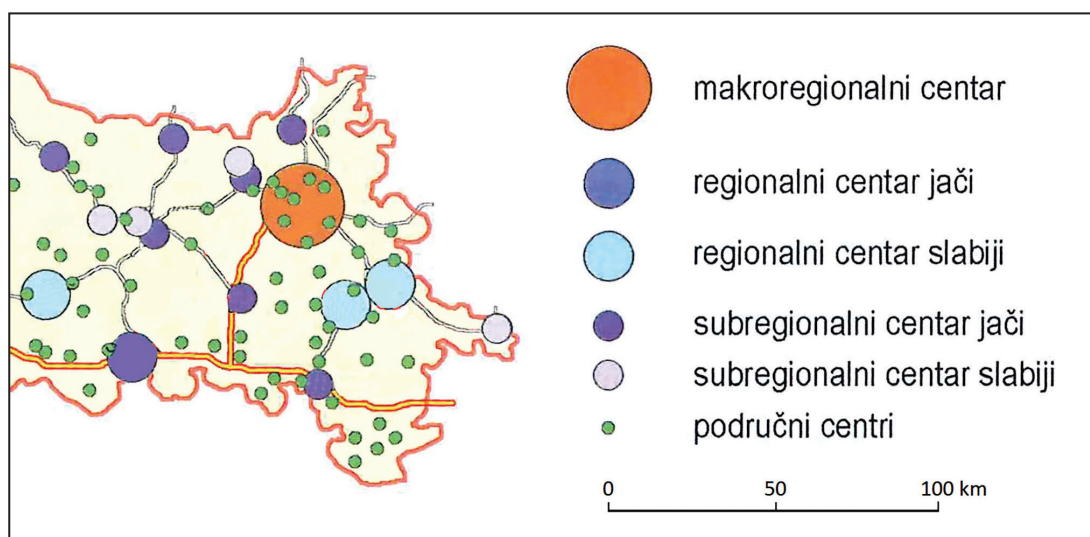 makroregionalni centar
regionalni centar jači
regionalni centar slabiji
subregionalni centar jači
subregionalni centar slabiji
područni centri
0 50 100 km